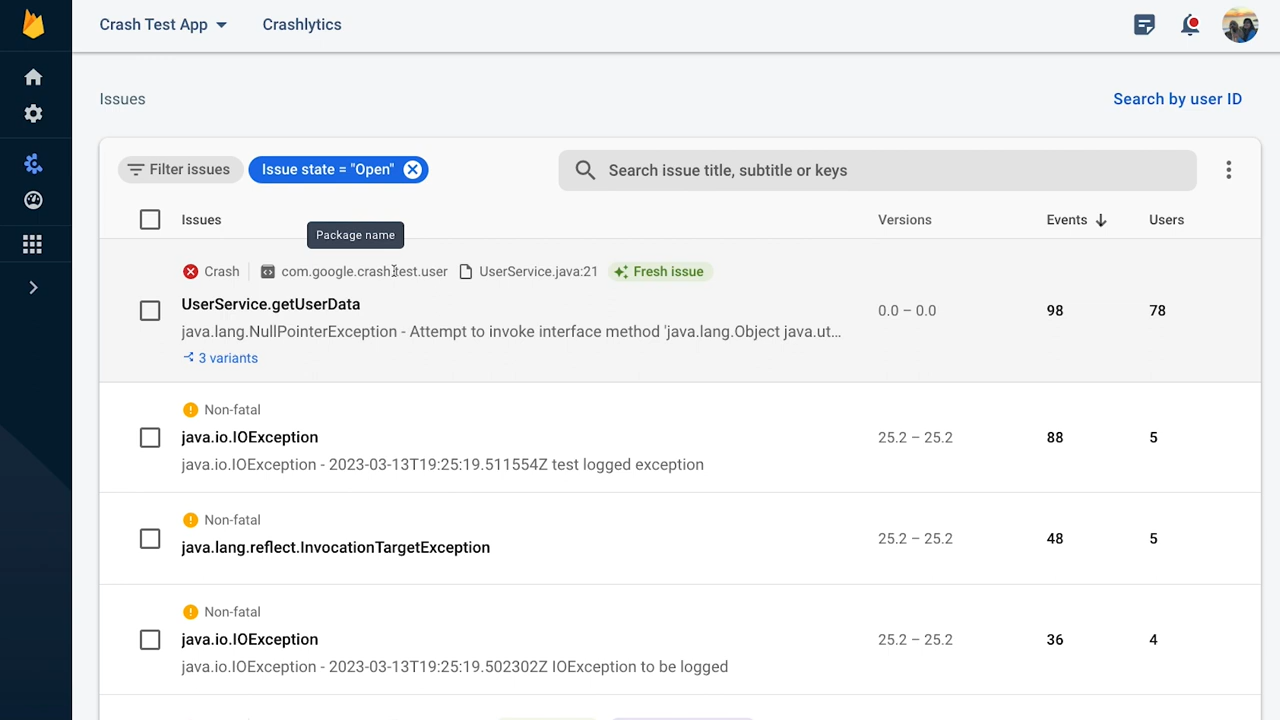 Crash Test App
Crashlytics
Issues
Search by user ID
Filter issues
Issue state = "Open"
Search issue title, subtitle or keys
Issues
Versions
Events
Users
Package name
Crash
com.google.crash.test.user
UserService.java:21
Fresh issue
UserService.getUserData
java.lang.NullPointerException - Attempt to invoke interface method 'java.lang.Object java.ut...
3 variants
0.0 – 0.0
98
78
Non-fatal
java.io.IOException
java.io.IOException - 2023-03-13T19:25:19.511554Z test logged exception
25.2 – 25.2
88
5
Non-fatal
java.lang.reflect.InvocationTargetException
25.2 – 25.2
48
5
Non-fatal
java.io.IOException
java.io.IOException - 2023-03-13T19:25:19.502302Z IOException to be logged
25.2 – 25.2
36
4